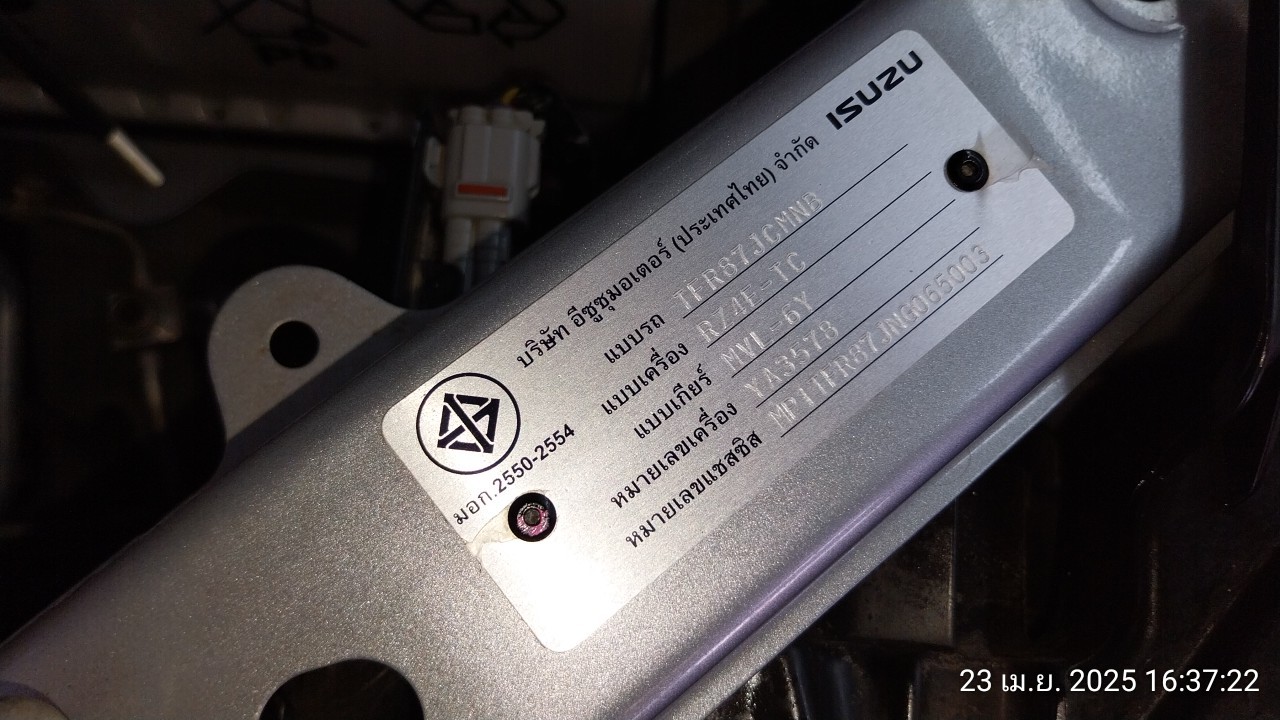 ISUZU
บริษัท อีซูซุมอเตอร์ (ประเทศไทย) จำกัด
แบบรถ TFR87JCMNB
แบบเครื่อง R/4F-TC
แบบเกียร์ MVL-6Y
หมายเลขเครื่อง YA3578
หมายเลขแชสซิส MP1TFR87JNG065003
มอก.2550-2554
23 เม.ย. 2025 16:37:22